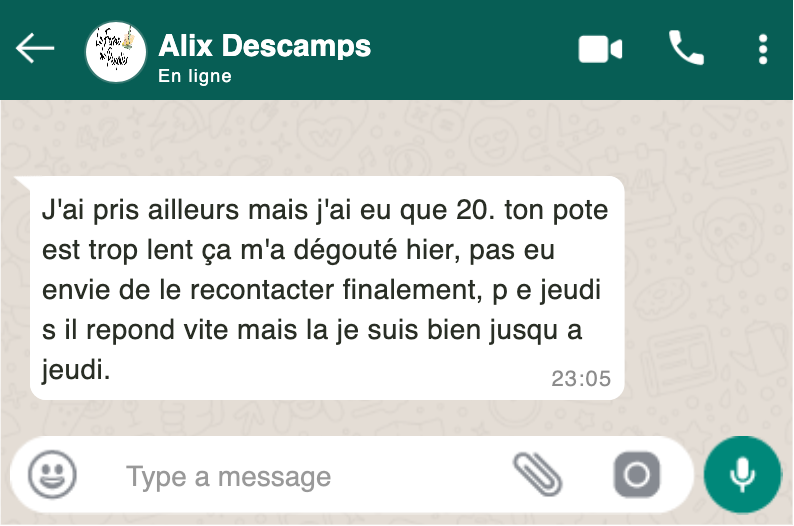 Alix Descamps
En ligne
J'ai pris ailleurs mais j'ai eu que 20. ton pote
est trop lent ça m'a dégouté hier, pas eu
envie de le recontacter finalement, p e jeudi
s il repond vite mais la je suis bien jusqu a
jeudi.
23:05
Type a message